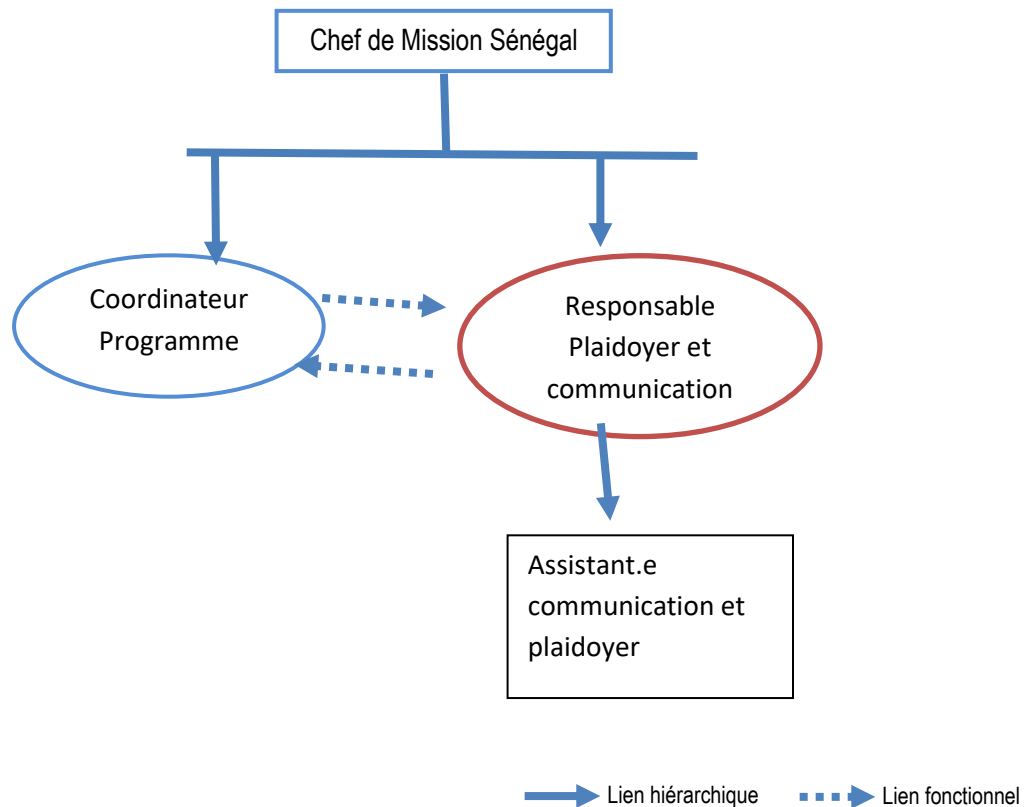 Chef de Mission Sénégal
Coordinateur
Programme
Responsable
Plaidoyer et
communication
Assistant.e
communication et
plaidoyer
Lien hiérarchique
Lien fonctionnel